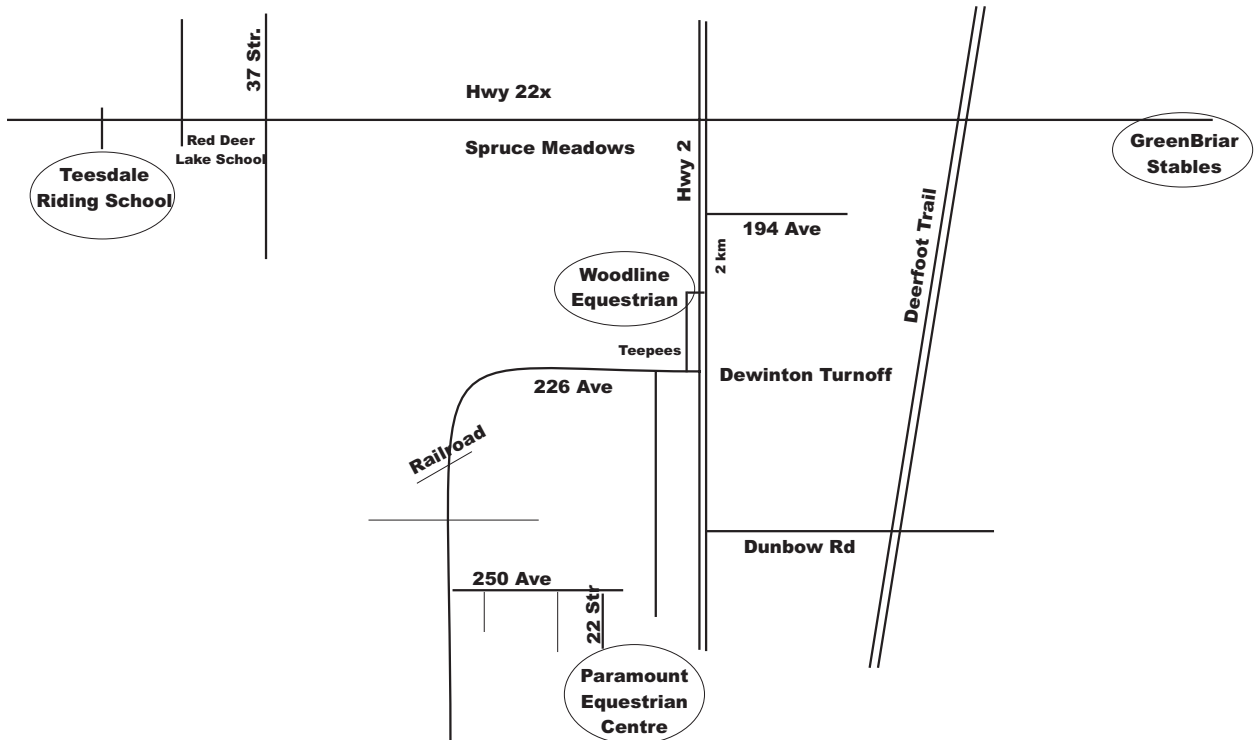 37 Str.
Hwy 22x
Red Deer
Lake School
Spruce Meadows
Hwy 2
GreenBriar
Stables
Teesdale
Riding School
194 Ave
Deerfoot Trail
2 km
Woodline
Equestrian
Teepees
Dewinton Turnoff
226 Ave
Railroad
Dunbow Rd
250 Ave
22 Str
Paramount
Equestrian
Centre